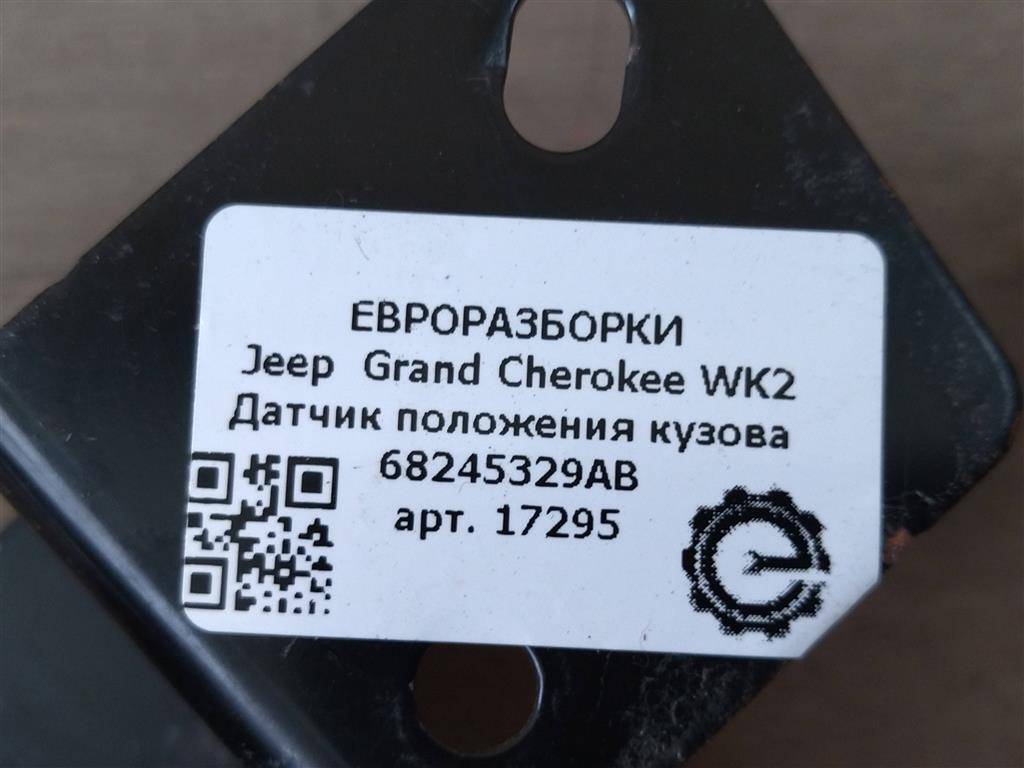 ЕВРОРАЗБОРКИ
Jeep Grand Cherokee WK2
Датчик положения кузова
68245329AB
арт. 17295